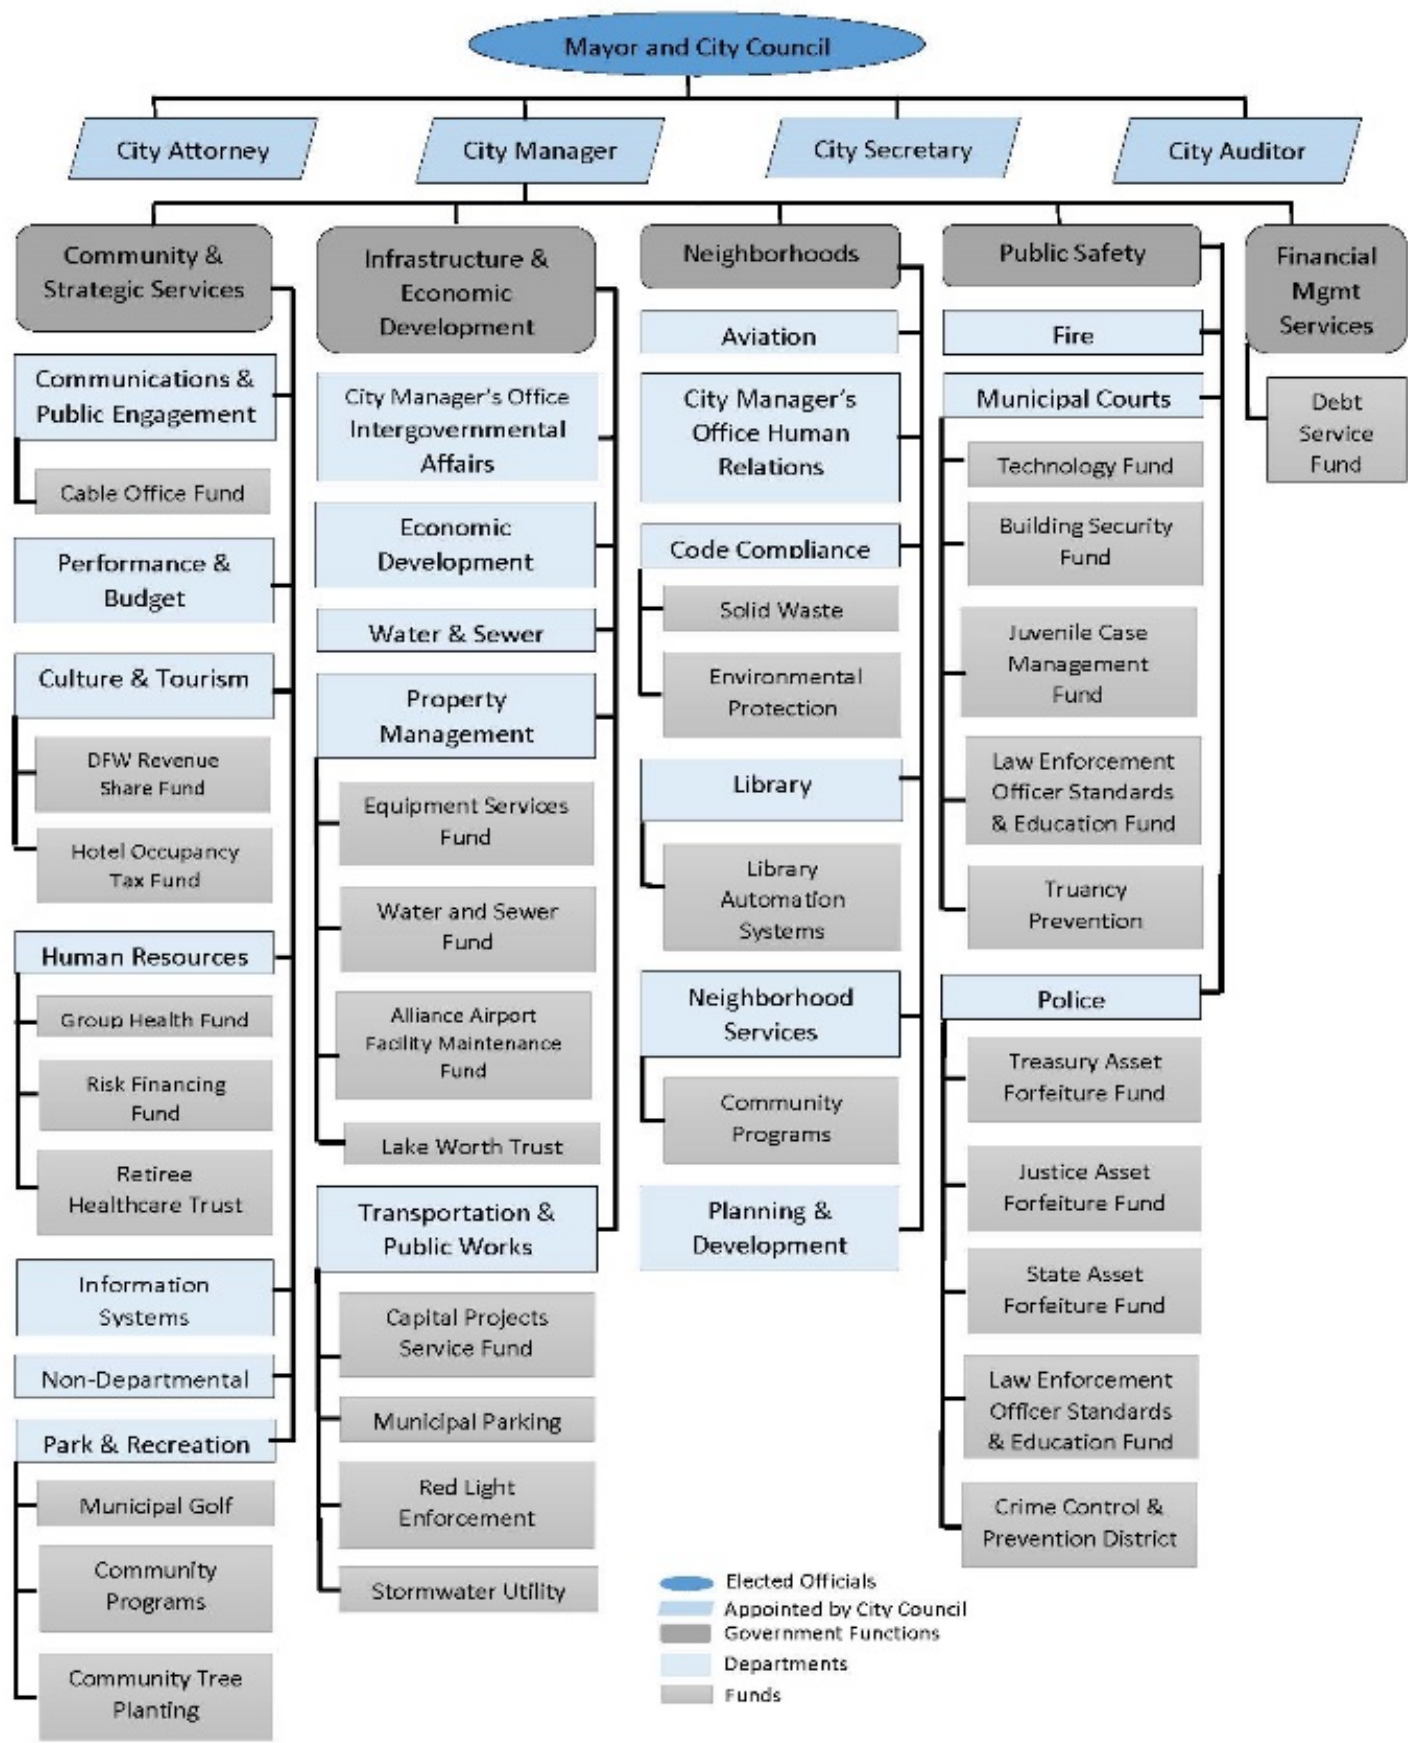 Mayor and City Council
City Attorney
City Manager
City Secretary
City Auditor
Community &
Strategic Services
Communications &
Public Engagement
Cable Office Fund
Performance &
Budget
Culture & Tourism
DFW Revenue
Share Fund
Hotel Occupancy
Tax Fund
Human Resources
Group Health Fund
Risk Financing
Fund
Retiree
Healthcare Trust
Information
Systems
Non-Departmental
Park & Recreation
Municipal Golf
Community
Programs
Community Tree
Planting
Infrastructure &
Economic
Development
City Manager's Office
Intergovernmental
Affairs
Economic
Development
Water & Sewer
Property
Management
Equipment Services
Fund
Water and Sewer
Fund
Alliance Airport
Facility Maintenance
Fund
Lake Worth Trust
Transportation &
Public Works
Capital Projects
Service Fund
Municipal Parking
Red Light
Enforcement
Stormwater Utility
Neighborhoods
Aviation
City Manager's
Office Human
Relations
Code Compliance
Solid Waste
Environmental
Protection
Library
Library
Automation
Systems
Neighborhood
Services
Community
Programs
Planning &
Development
Public Safety
Fire
Municipal Courts
Technology Fund
Building Security
Fund
Juvenile Case
Management
Fund
Law Enforcement
Officer Standards
& Education Fund
Truancy
Prevention
Police
Treasury Asset
Forfeiture Fund
Justice Asset
Forfeiture Fund
State Asset
Forfeiture Fund
Law Enforcement
Officer Standards
& Education Fund
Crime Control &
Prevention District
Financial
Mgmt
Services
Debt
Service
Fund
Elected Officials
Appointed by City Council
Government Functions
Departments
Funds